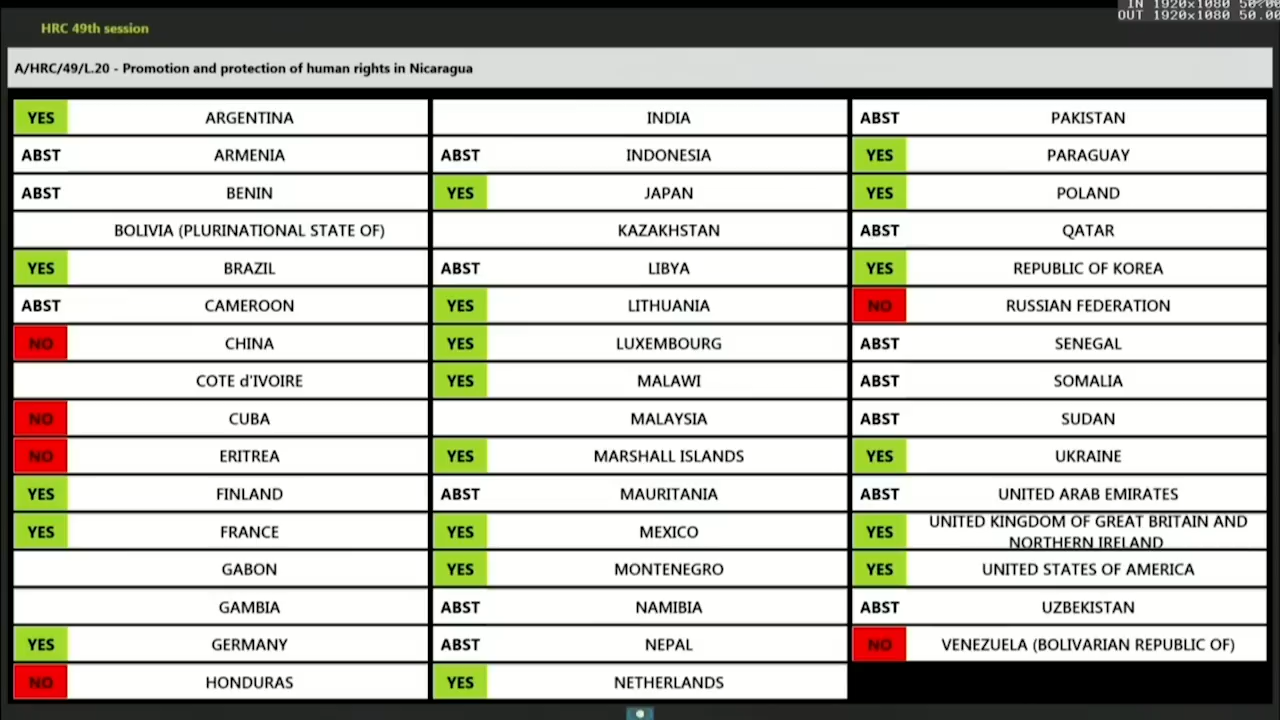 IN 1920x1080 50.00
OUT 1920x1080 50.00
HRC 49th session
A/HRC/49/L.20 - Promotion and protection of human rights in Nicaragua
YES ARGENTINA
ABST ARMENIA
ABST BENIN
BOLIVIA (PLURINATIONAL STATE OF)
YES BRAZIL
ABST CAMEROON
NO CHINA
COTE d'IVOIRE
NO CUBA
NO ERITREA
YES FINLAND
YES FRANCE
GABON
GAMBIA
YES GERMANY
NO HONDURAS
INDIA
ABST INDONESIA
YES JAPAN
KAZAKHSTAN
ABST LIBYA
YES LITHUANIA
YES LUXEMBOURG
YES MALAWI
MALAYSIA
YES MARSHALL ISLANDS
ABST MAURITANIA
YES MEXICO
YES MONTENEGRO
ABST NAMIBIA
ABST NEPAL
YES NETHERLANDS
ABST PAKISTAN
YES PARAGUAY
YES POLAND
ABST QATAR
YES REPUBLIC OF KOREA
NO RUSSIAN FEDERATION
ABST SENEGAL
ABST SOMALIA
ABST SUDAN
YES UKRAINE
ABST UNITED ARAB EMIRATES
YES UNITED KINGDOM OF GREAT BRITAIN AND
NORTHERN IRELAND
YES UNITED STATES OF AMERICA
ABST UZBEKISTAN
NO VENEZUELA (BOLIVARIAN REPUBLIC OF)